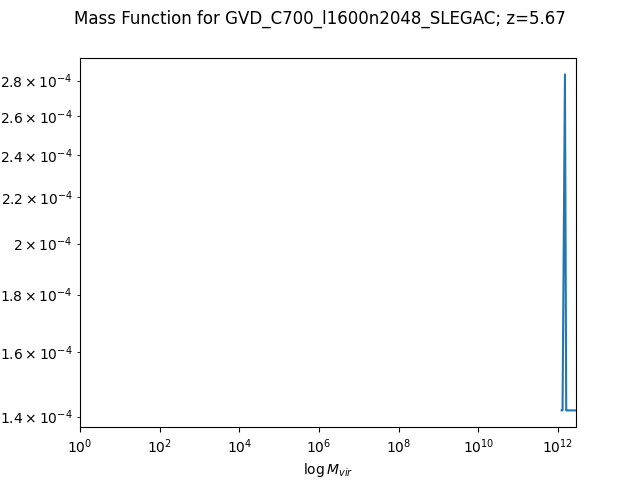 Mass Function for GVD_C700_l1600n2048_SLEGAC; z=5.67
2.8 × 10⁻⁴
2.6 × 10⁻⁴
2.4 × 10⁻⁴
2.2 × 10⁻⁴
2 × 10⁻⁴
1.8 × 10⁻⁴
1.6 × 10⁻⁴
1.4 × 10⁻⁴
10⁰ 10² 10⁴ 10⁶ 10⁸ 10¹⁰ 10¹²
log M_vir